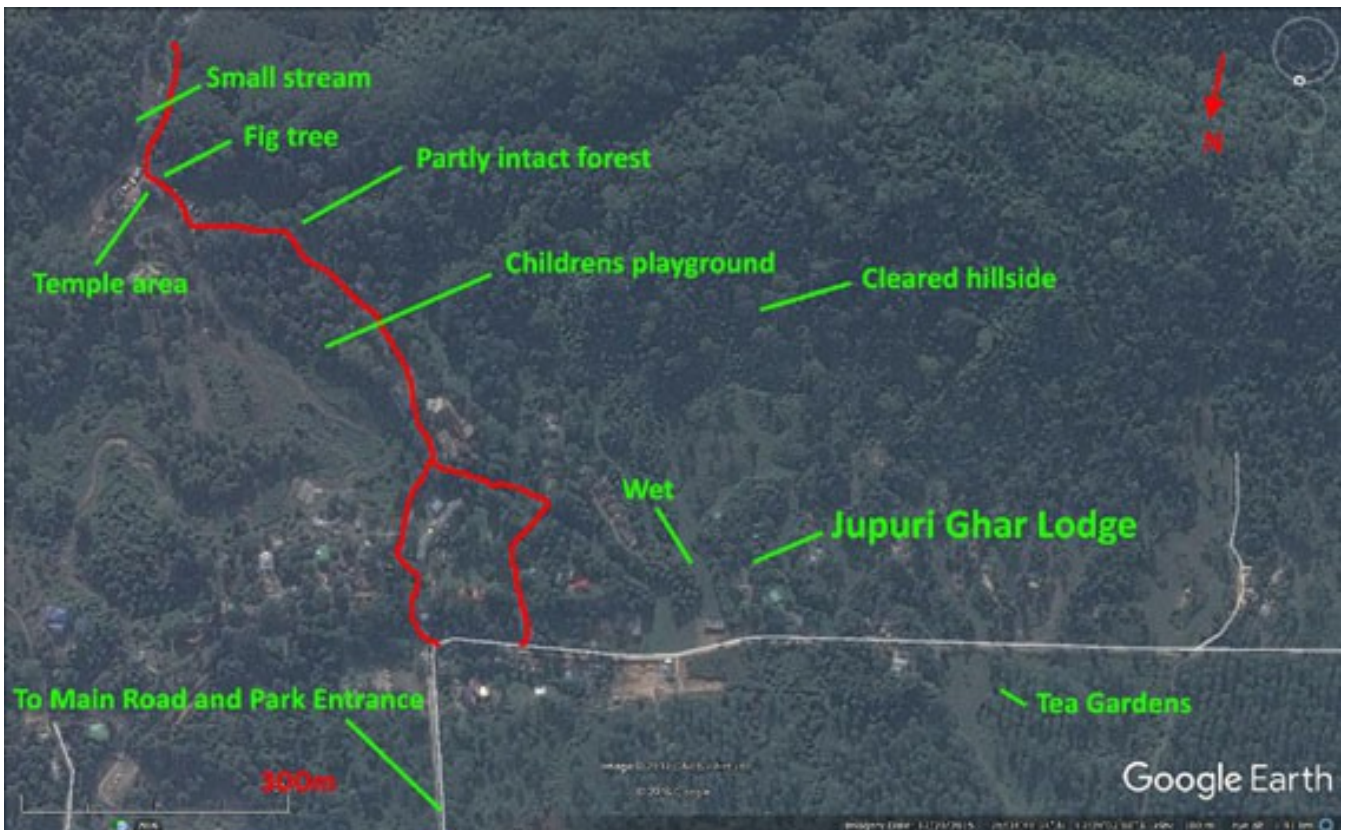 Small stream
Fig tree
Partly intact forest
N
Childrens playground
Temple area
Cleared hillside
Wet
Jupuri Ghar Lodge
To Main Road and Park Entrance
Tea Gardens
300m
Google Earth